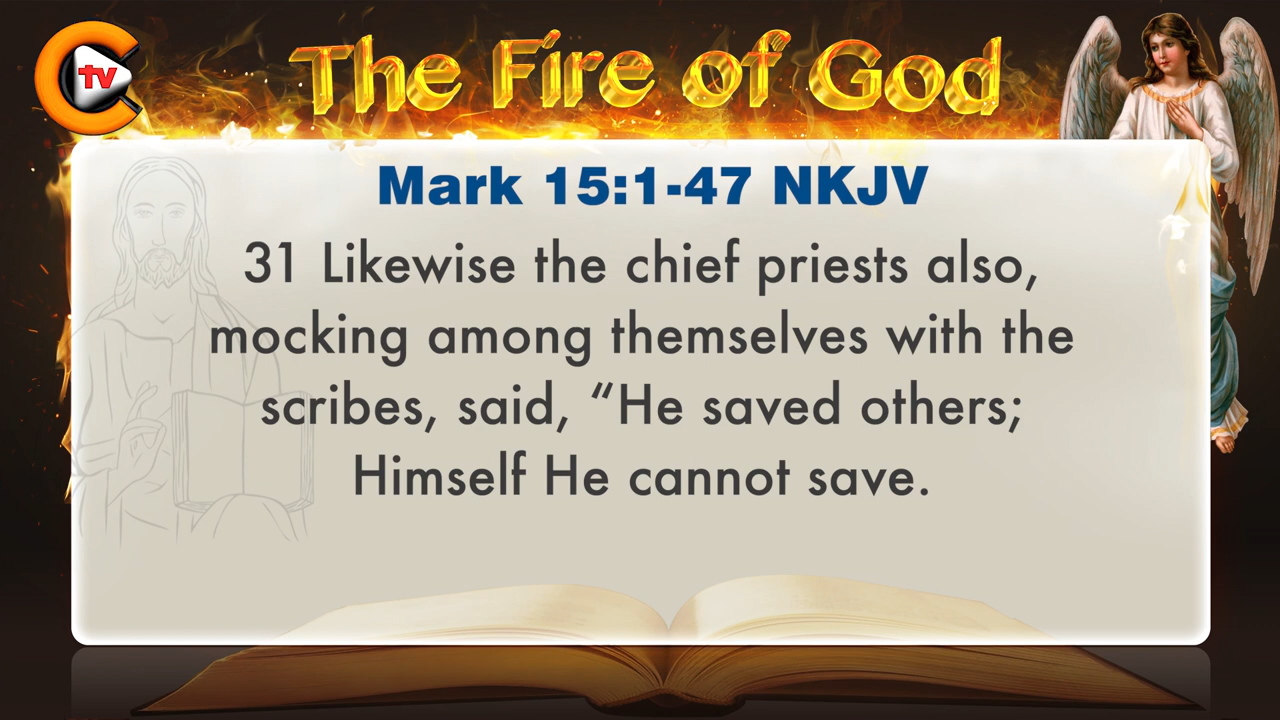 C tv
The Fire of God
Mark 15:1-47 NKJV
31 Likewise the chief priests also,
mocking among themselves with the
scribes, said, “He saved others;
Himself He cannot save.